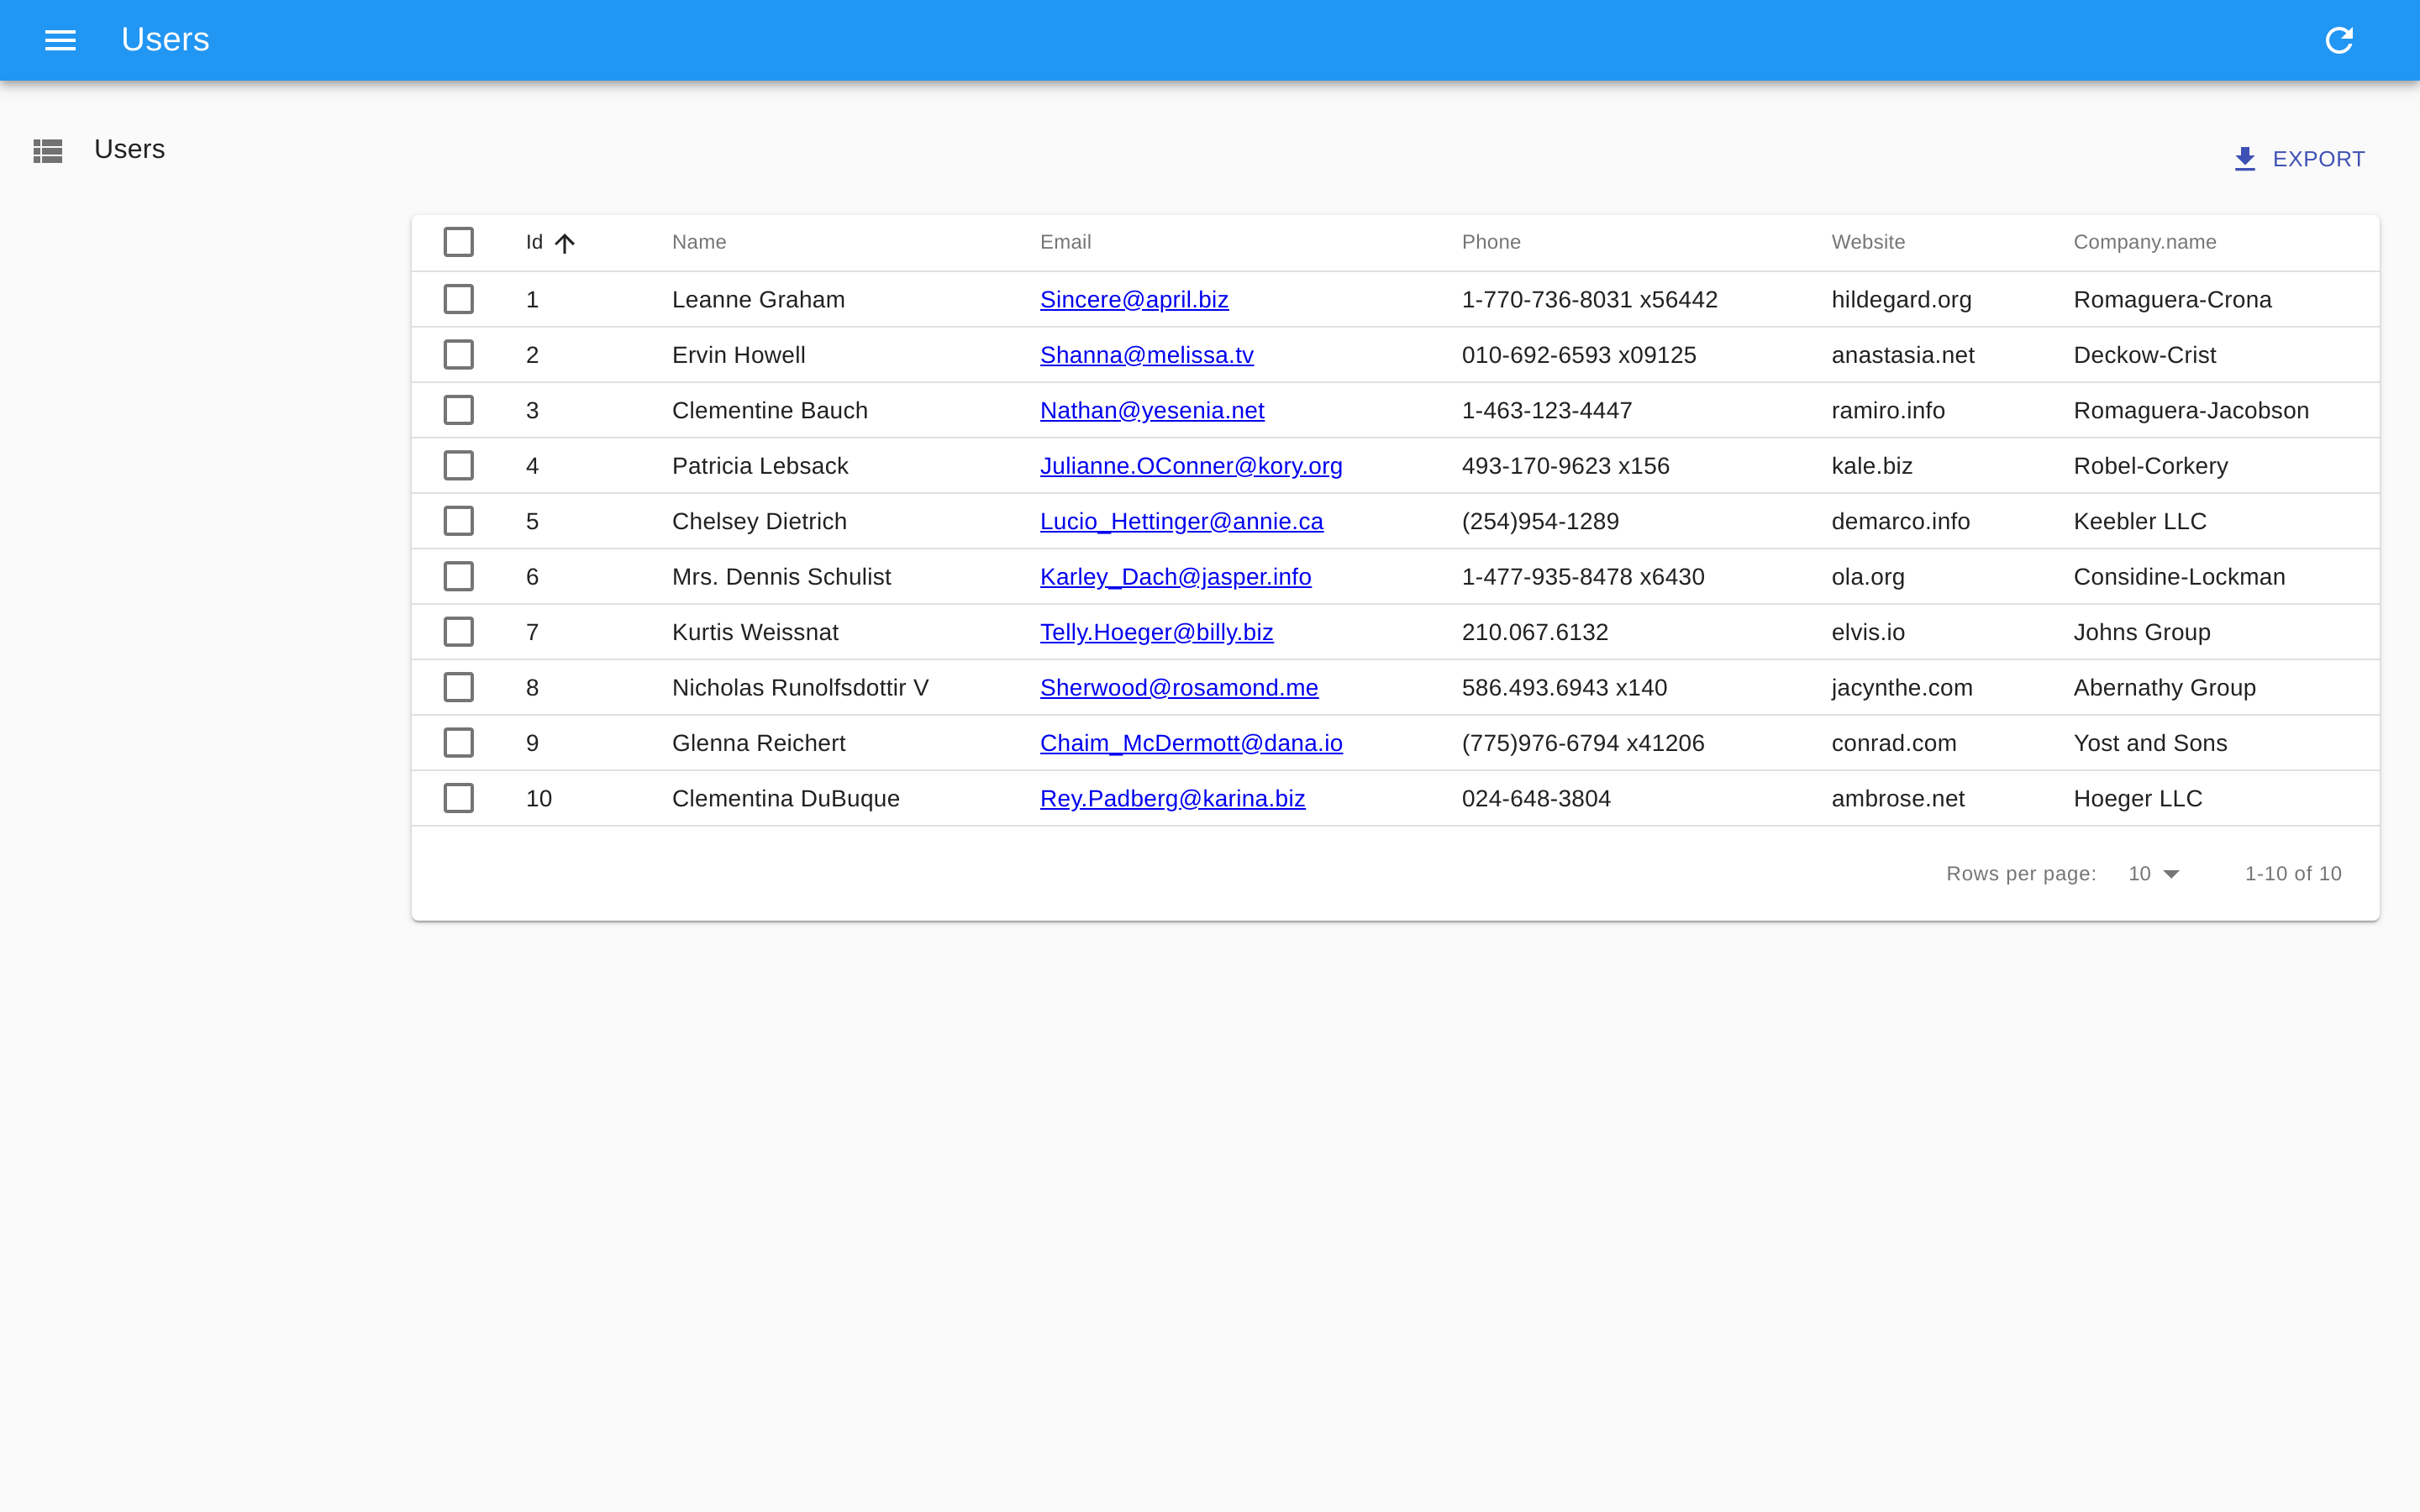 Users
Users
EXPORT
Id Name Email Phone Website Company.name
1 Leanne Graham Sincere@april.biz 1-770-736-8031 x56442 hildegard.org Romaguera-Crona
2 Ervin Howell Shanna@melissa.tv 010-692-6593 x09125 anastasia.net Deckow-Crist
3 Clementine Bauch Nathan@yesenia.net 1-463-123-4447 ramiro.info Romaguera-Jacobson
4 Patricia Lebsack Julianne.OConner@kory.org 493-170-9623 x156 kale.biz Robel-Corkery
5 Chelsey Dietrich Lucio_Hettinger@annie.ca (254)954-1289 demarco.info Keebler LLC
6 Mrs. Dennis Schulist Karley_Dach@jasper.info 1-477-935-8478 x6430 ola.org Considine-Lockman
7 Kurtis Weissnat Telly.Hoeger@billy.biz 210.067.6132 elvis.io Johns Group
8 Nicholas Runolfsdottir V Sherwood@rosamond.me 586.493.6943 x140 jacynthe.com Abernathy Group
9 Glenna Reichert Chaim_McDermott@dana.io (775)976-6794 x41206 conrad.com Yost and Sons
10 Clementina DuBuque Rey.Padberg@karina.biz 024-648-3804 ambrose.net Hoeger LLC
Rows per page: 10 1-10 of 10